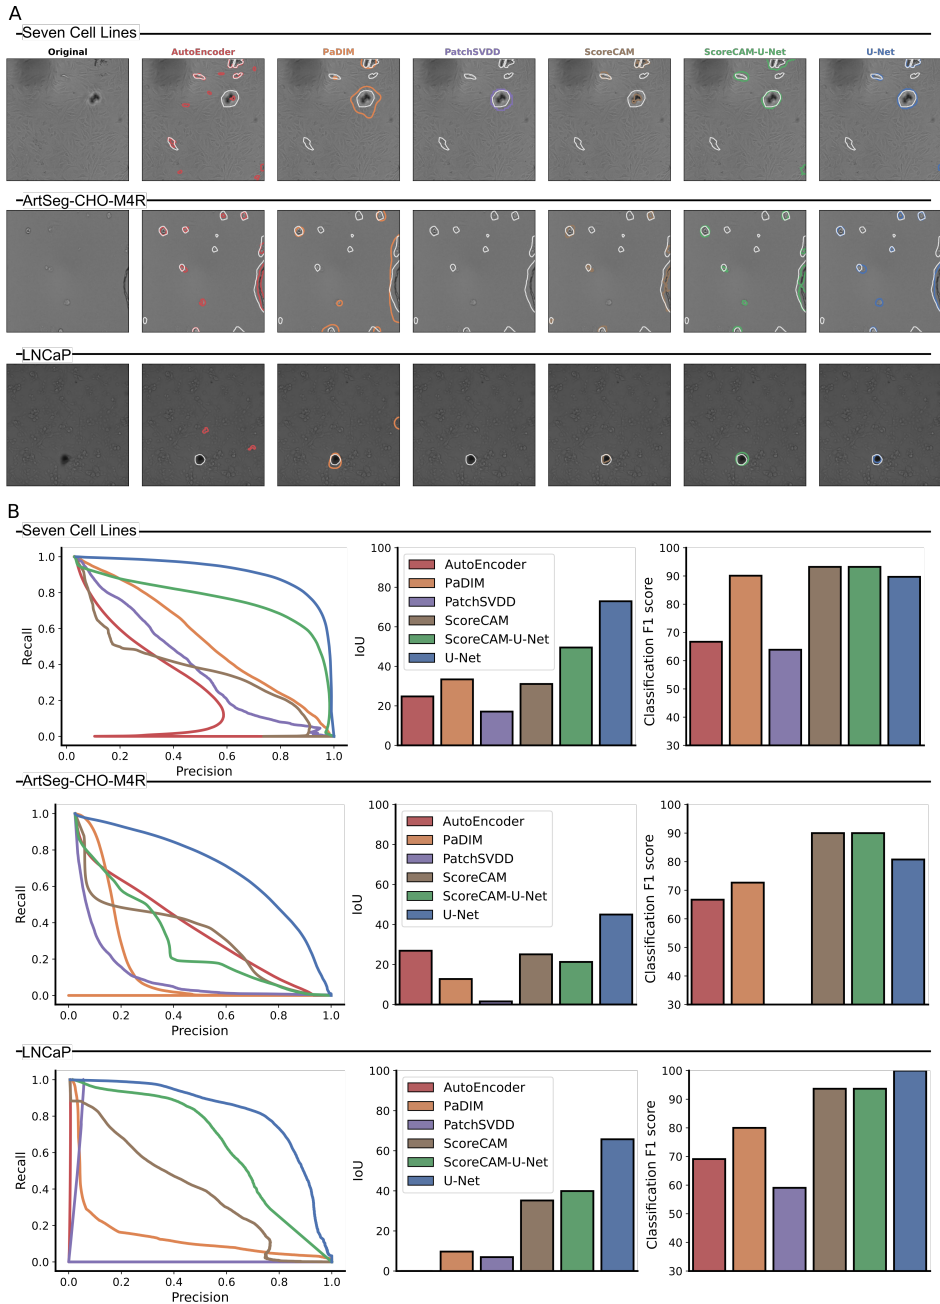 A
Seven Cell Lines
Original AutoEncoder PaDIM PatchSVDD ScoreCAM ScoreCAM-U-Net U-Net
ArtSeg-CHO-M4R
LNCaP
B
Seven Cell Lines
1.0
0.8
0.6
0.4
0.2
0.0
Recall
0.0 0.2 0.4 0.6 0.8 1.0
Precision
100
80
60
40
20
0
IoU
AutoEncoder
PaDIM
PatchSVDD
ScoreCAM
ScoreCAM-U-Net
U-Net
100
90
80
70
60
50
40
30
Classification F1 score
ArtSeg-CHO-M4R
1.0
0.8
0.6
0.4
0.2
0.0
Recall
0.0 0.2 0.4 0.6 0.8 1.0
Precision
100
80
60
40
20
0
IoU
AutoEncoder
PaDIM
PatchSVDD
ScoreCAM
ScoreCAM-U-Net
U-Net
100
90
80
70
60
50
40
30
Classification F1 score
LNCaP
1.0
0.8
0.6
0.4
0.2
0.0
Recall
0.0 0.2 0.4 0.6 0.8 1.0
Precision
100
80
60
40
20
0
IoU
AutoEncoder
PaDIM
PatchSVDD
ScoreCAM
ScoreCAM-U-Net
U-Net
100
90
80
70
60
50
40
30
Classification F1 score